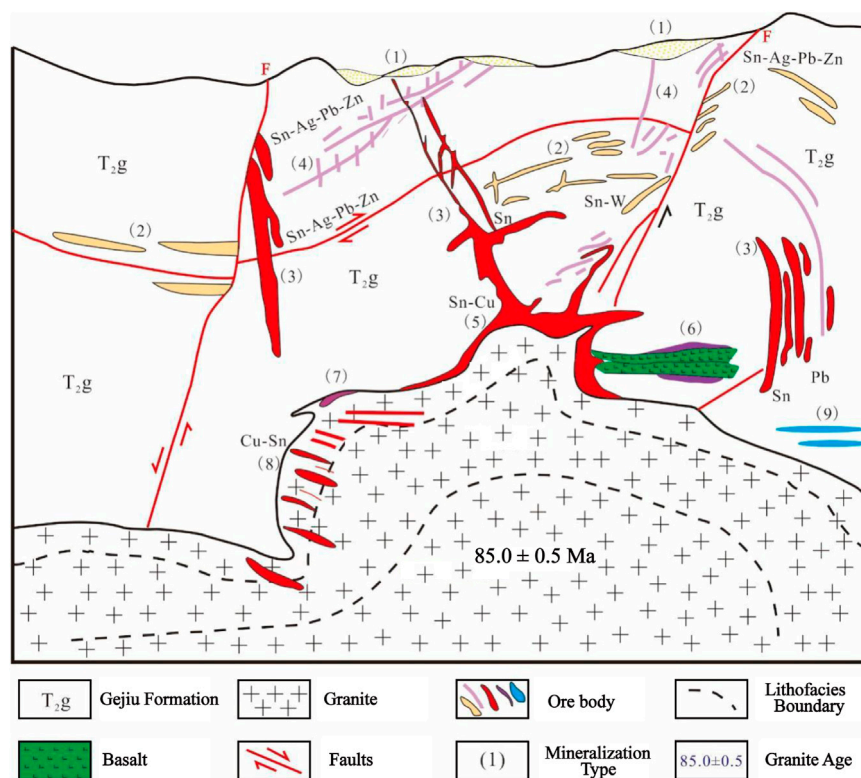 (1)
(1)
F
F
Sn-Ag-Pb-Zn
Sn-Ag-Pb-Zn
(2)
(4)
(4)
(2)
T₂g
T₂g
Sn-Ag-Pb-Zn
Sn-W
(2)
(3)
Sn
T₂g
(3)
(3)
T₂g
Sn-Cu
(5)
(6)
T₂g
(7)
Pb
Sn
(9)
Cu-Sn
(8)
85.0 ± 0.5 Ma
T₂g
Gejiu Formation
Granite
Ore body
Lithofacies
Boundary
Basalt
Faults
(1)
Mineralization
Type
85.0±0.5
Granite Age